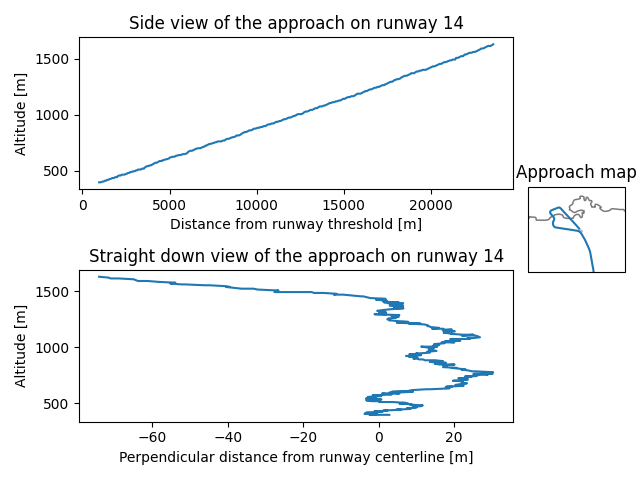 Side view of the approach on runway 14
Altitude [m]
1500
1000
500
0
5000
10000
15000
20000
Distance from runway threshold [m]
Approach map
Straight down view of the approach on runway 14
Altitude [m]
1500
1000
500
−60
−40
−20
0
20
Perpendicular distance from runway centerline [m]